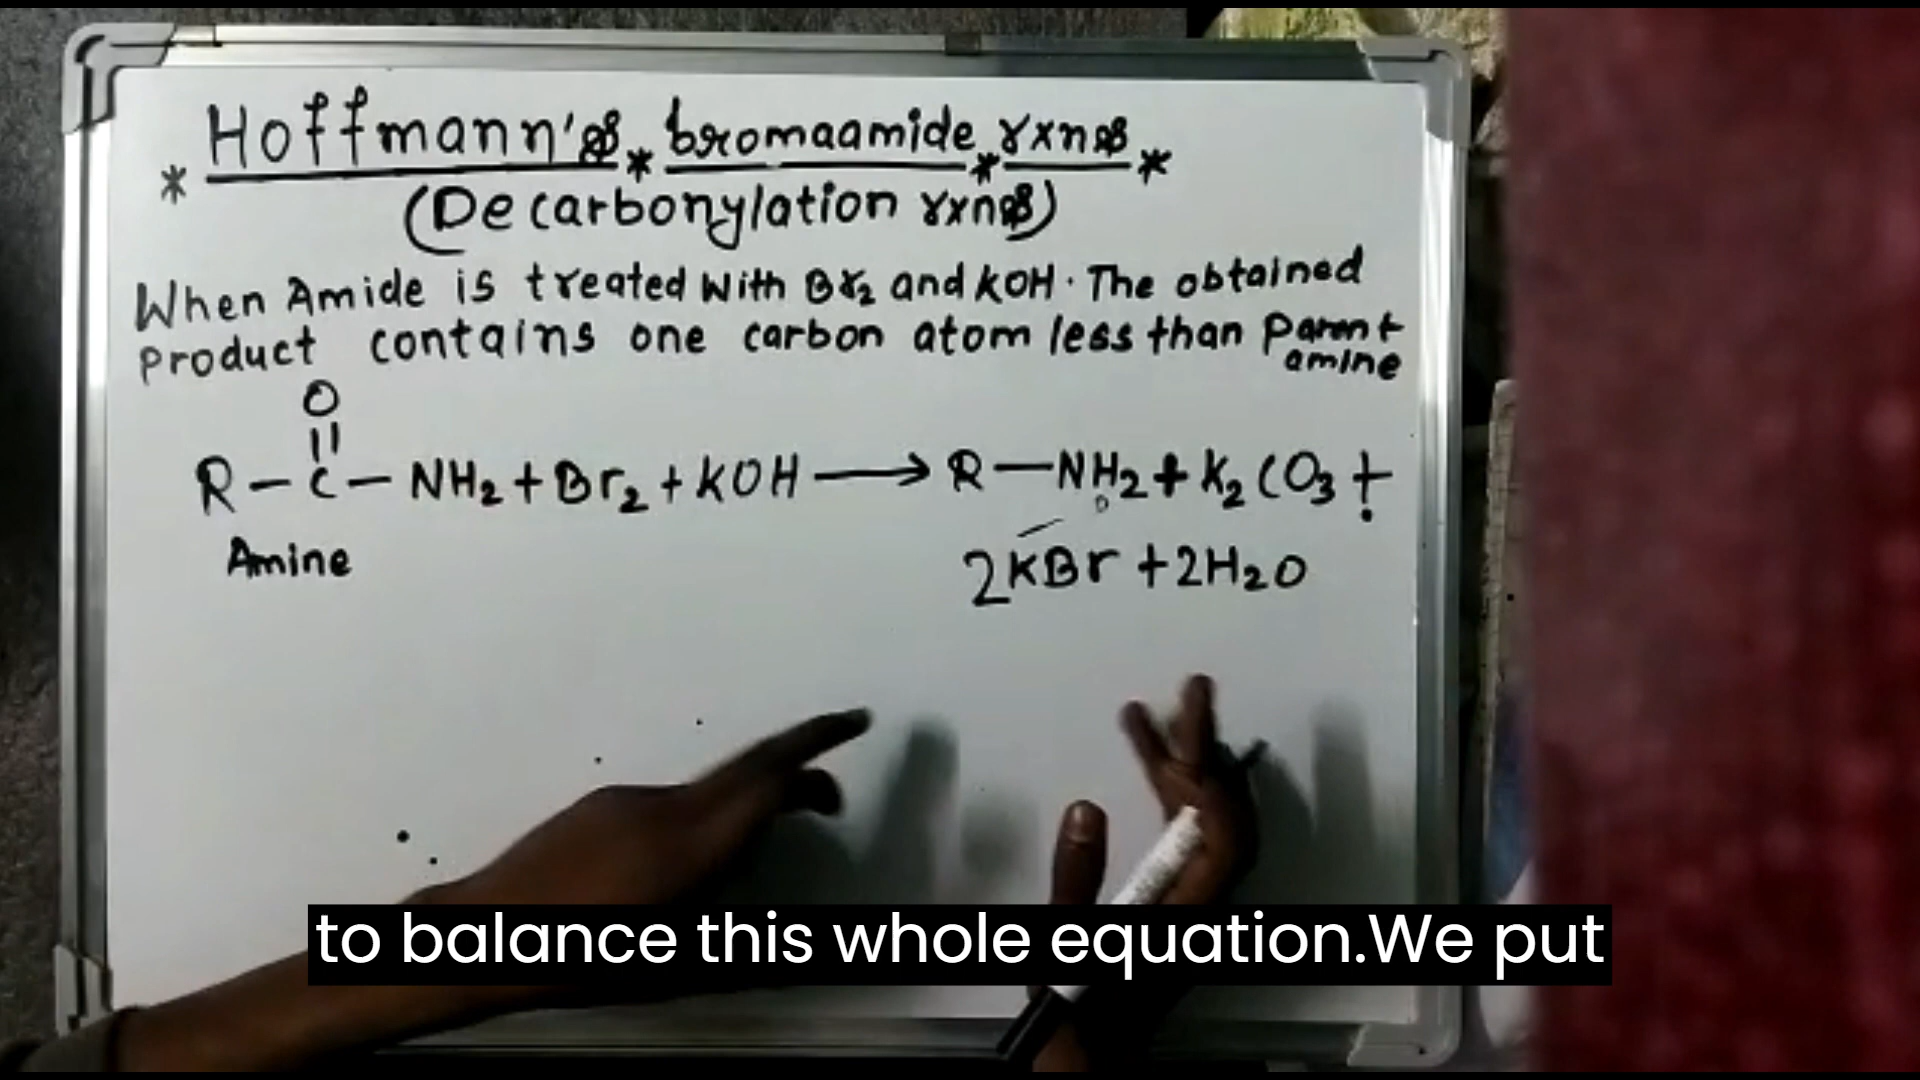 * Hoffmann's * bromaamide * rxns *
(Decarbonylation rxns)
When Amide is treated with Br2 and KOH. The obtained
Product contains one carbon atom less than Parent
amine
O
||
R - C - NH2 + Br2 + KOH ⟶ R - NH2 + K2CO3 +
Amine
2KBr + 2H2O
to balance this whole equation.We put